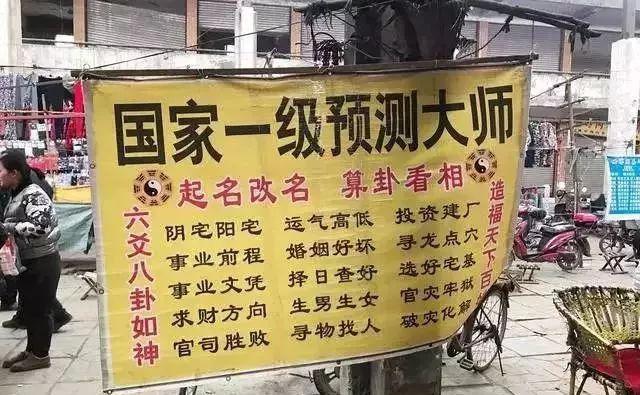 国家一级预测大师
起名改名 算卦看相
六爻八卦如神
阴宅阳宅 运气高低 投资建厂
事业前程 婚姻好坏 寻龙点穴
事业文凭 择日查好 选好宅基
求财方向 生男生女 官灾牢狱
官司胜败 寻物找人 破灾化解
造福天下百